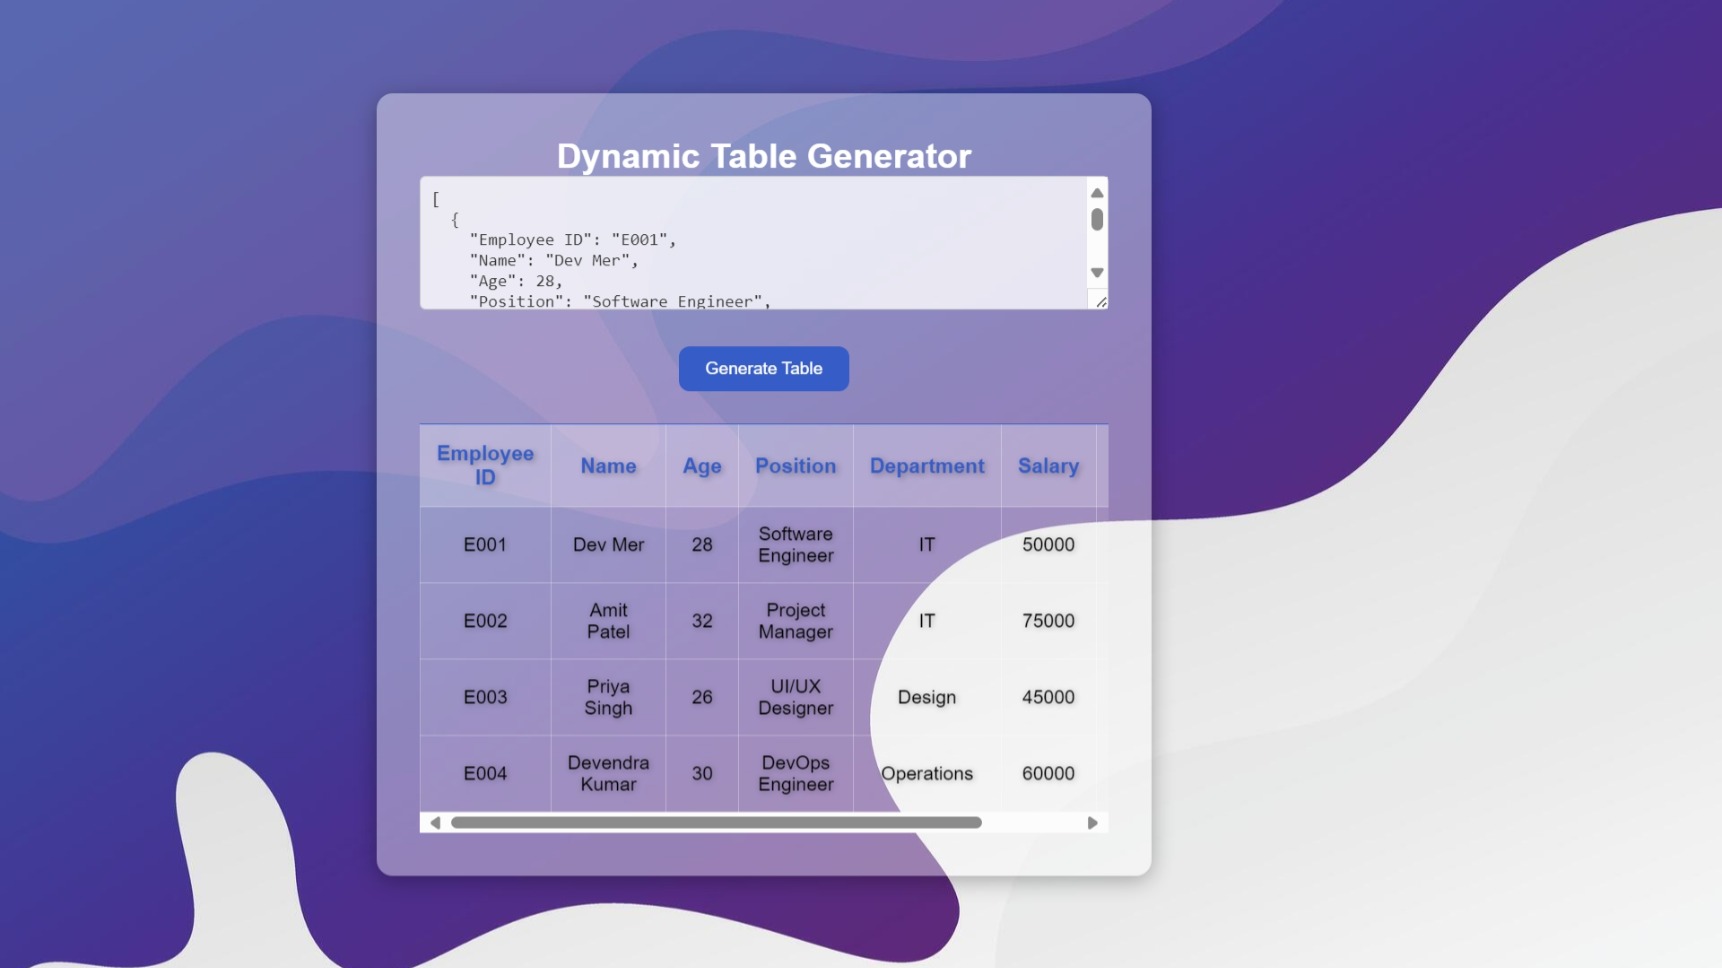 Dynamic Table Generator
[
{
"Employee ID": "E001",
"Name": "Dev Mer",
"Age": 28,
"Position": "Software Engineer",
Generate Table
Employee ID Name Age Position Department Salary
E001 Dev Mer 28 Software Engineer IT 50000
E002 Amit Patel 32 Project Manager IT 75000
E003 Priya Singh 26 UI/UX Designer Design 45000
E004 Devendra Kumar 30 DevOps Engineer Operations 60000